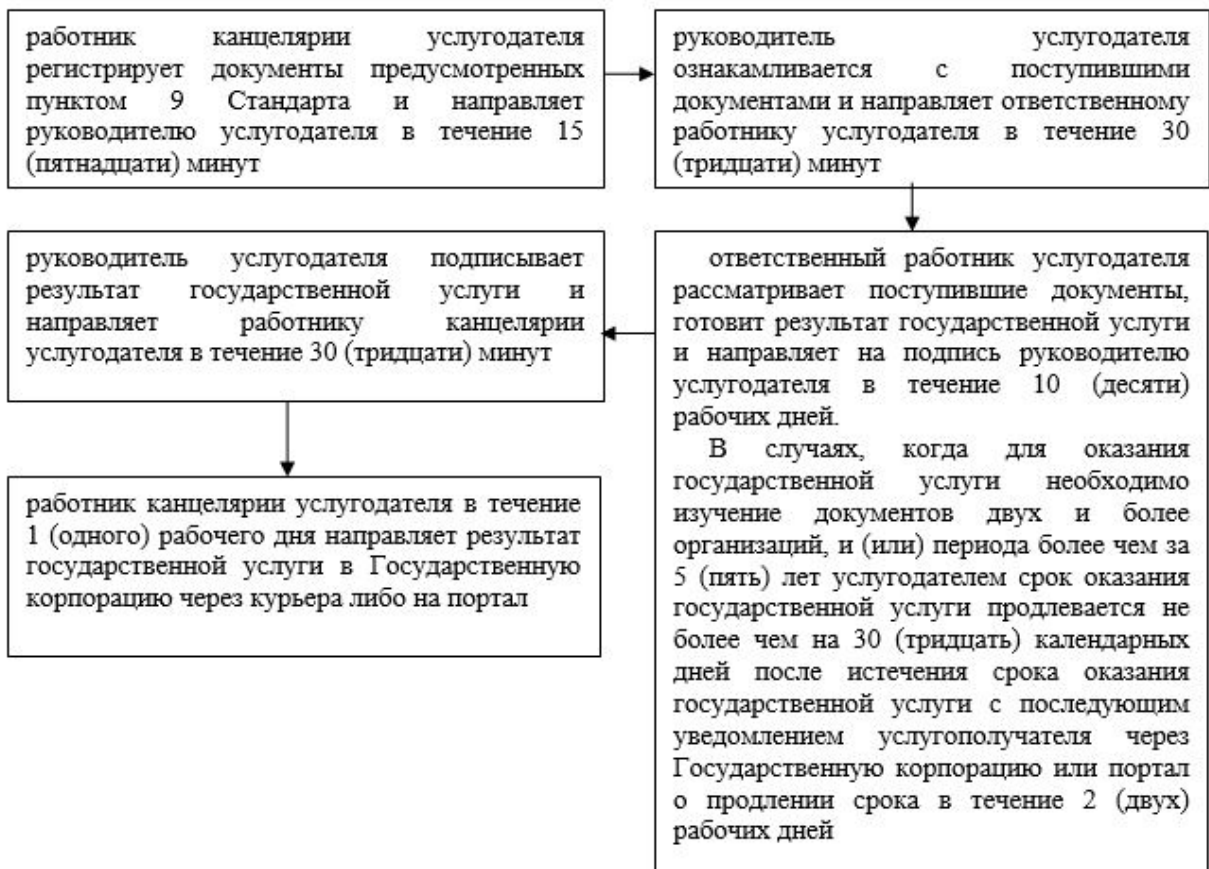 работник канцелярии услугодателя
регистрирует документы предусмотренных
пунктом 9 Стандарта и направляет
руководителю услугодателя в течение 15
(пятнадцати) минут
руководитель услугодателя
ознакамливается с поступившими
документами и направляет ответственному
работнику услугодателя в течение 30
(тридцати) минут
ответственный работник услугодателя
рассматривает поступившие документы,
готовит результат государственной услуги
и направляет на подпись руководителю
услугодателя в течение 10 (десяти)
рабочих дней.
В случаях, когда для оказания
государственной услуги необходимо
изучение документов двух и более
организаций, и (или) периода более чем за
5 (пять) лет услугодателем срок оказания
государственной услуги продлевается не
более чем на 30 (тридцать) календарных
дней после истечения срока оказания
государственной услуги с последующим
уведомлением услугополучателя через
Государственную корпорацию или портал
о продлении срока в течение 2 (двух)
рабочих дней
руководитель услугодателя подписывает
результат государственной услуги и
направляет работнику канцелярии
услугодателя в течение 30 (тридцати) минут
работник канцелярии услугодателя в течение
1 (одного) рабочего дня направляет результат
государственной услуги в Государственную
корпорацию через курьера либо на портал